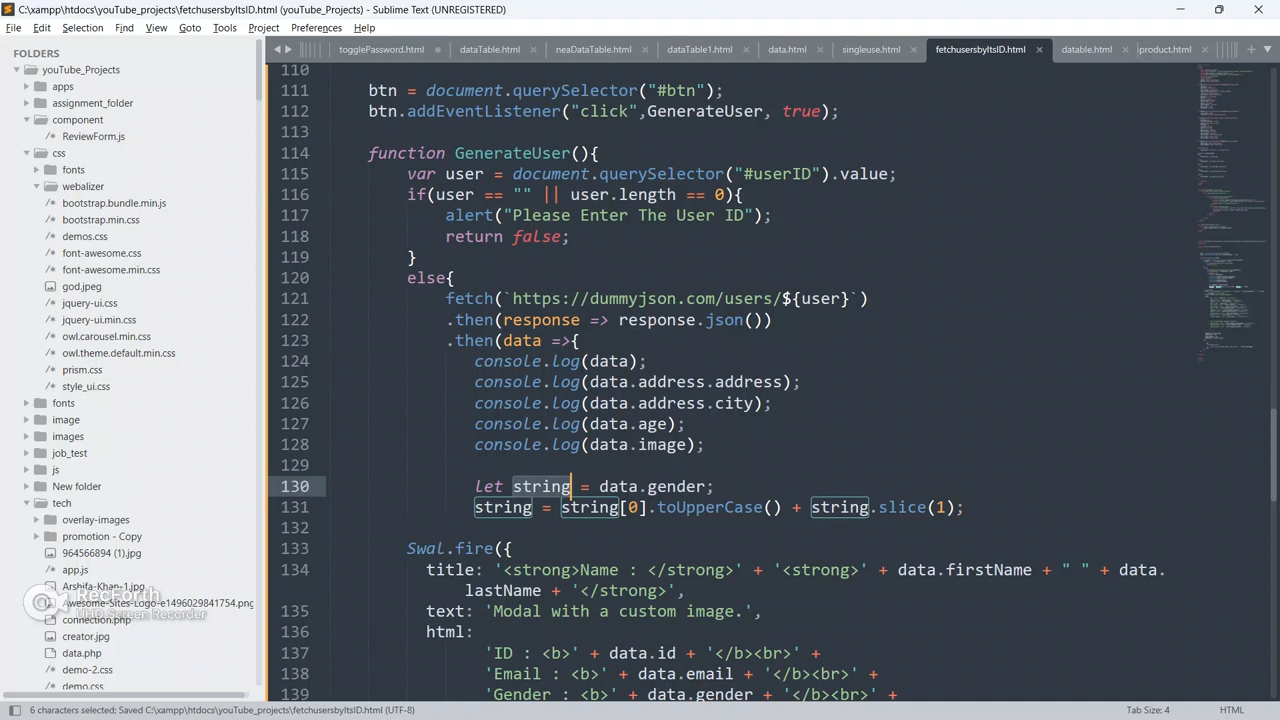 C:\xampp\htdocs\youTube_Projects\fetchusersbyItsID.html (youTube_Projects) - Sublime Text (UNREGISTERED)
File Edit Selection Find View Goto Tools Project Preferences Help
FOLDERS
youTube_Projects
apps
assignment_folder
component
ReviewForm.js
css
fonts
webalizer
bootstrap.bundle.min.js
bootstrap.min.css
demos.css
font-awesome.css
font-awesome.min.css
god.jpeg
jquery-ui.css
jquery-ui.min.css
owl.carousel.min.css
owl.theme.default.min.css
prism.css
style_ui.css
fonts
image
images
job_test
js
New folder
tech
overlay-images
promotion - Copy
964566894 (1).jpg
app.js
Arshifa-Khan-1.jpg
Awesome-Sites-Logo-e1496029841754.png
connection.php
creator.jpg
data.php
demo-2.css
demo.css
RecForth
UHD Screen Recorder
togglePassword.html dataTable.html neaDataTable.html dataTable1.html data.html singleuse.html fetchusersbyItsID.html datable.html product.html
110
111 btn = document.querySelector("#btn");
112 btn.addEventListener("click",GenerateUser, true);
113
114 function GenerateUser(){
115 var user = document.querySelector("#userID").value;
116 if(user == "" || user.length == 0){
117 alert("Please Enter The User ID");
118 return false;
119 }
120 else{
121 fetch(`https://dummyjson.com/users/${user}`)
122 .then(response => response.json())
123 .then(data =>{
124 console.log(data);
125 console.log(data.address.address);
126 console.log(data.address.city);
127 console.log(data.age);
128 console.log(data.image);
129
130 let string = data.gender;
131 string = string[0].toUpperCase() + string.slice(1);
132
133 Swal.fire({
134 title: '<strong>Name : </strong>' + '<strong>' + data.firstName + " " + data.
lastName + '</strong>',
135 text: 'Modal with a custom image.',
136 html:
137 'ID : <b>' + data.id + '</b><br>' +
138 'Email : <b>' + data.email + '</b><br>' +
139 'Gender : <b>' + data.gender + '</b><br>' +
6 characters selected: Saved C:\xampp\htdocs\youTube_projects\fetchusersbyItsID.html (UTF-8) Tab Size: 4 HTML